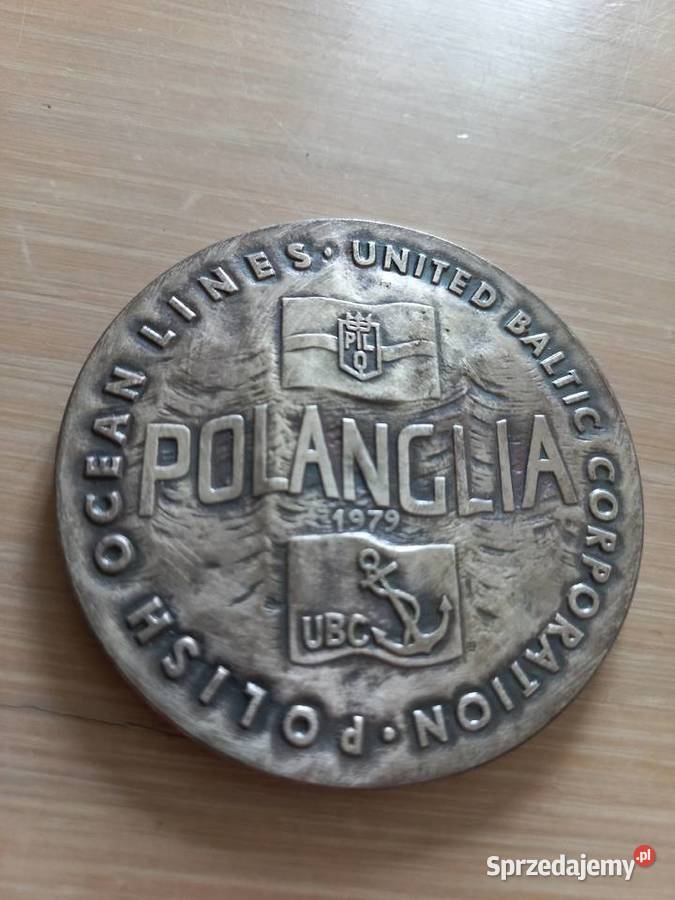 POLISH OCEAN LINES · UNITED BALTIC CORPORATION ·
PLO
POLANGLIA
1979
UBC
Sprzedajemy.pl